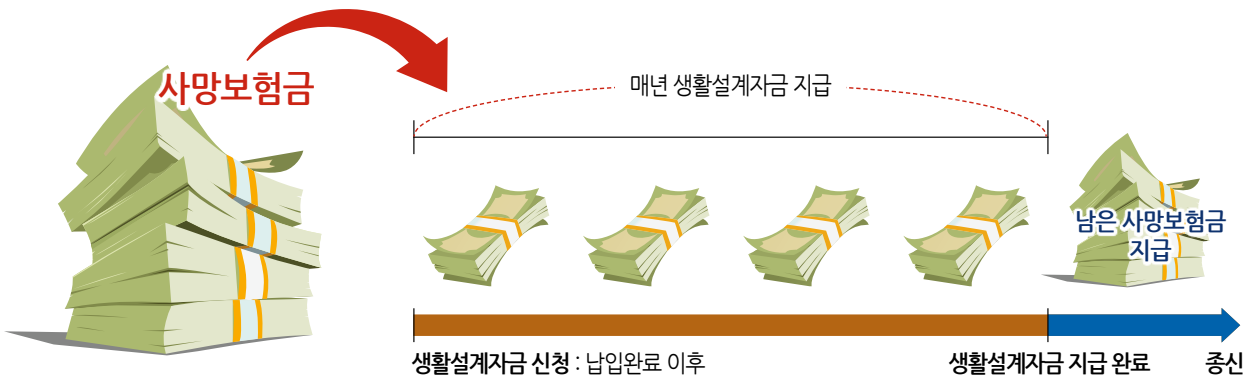 사망보험금
매년 생활설계자금 지급
남은 사망보험금
지급
생활설계자금 신청 : 납입완료 이후
생활설계자금 지급 완료
종신